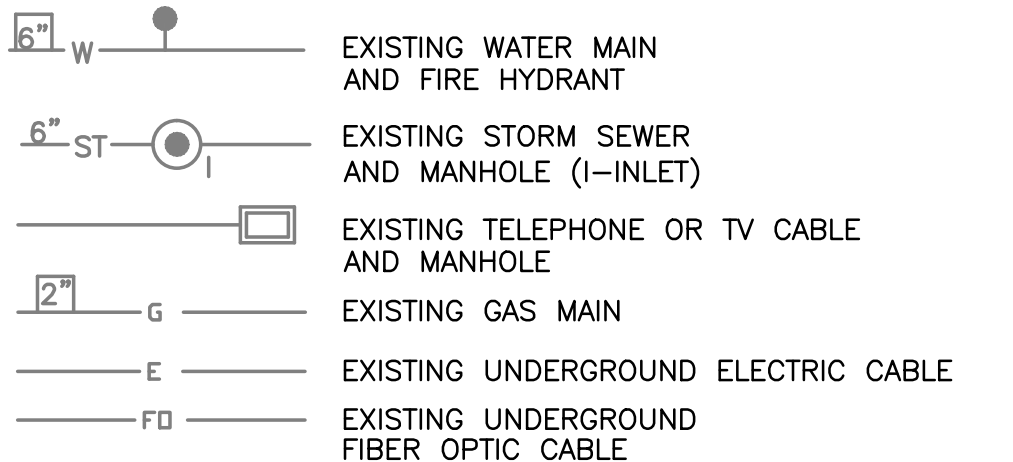 6” W EXISTING WATER MAIN
AND FIRE HYDRANT
6” ST I EXISTING STORM SEWER
AND MANHOLE (I-INLET)
EXISTING TELEPHONE OR TV CABLE
AND MANHOLE
2” G EXISTING GAS MAIN
E EXISTING UNDERGROUND ELECTRIC CABLE
FO EXISTING UNDERGROUND
FIBER OPTIC CABLE